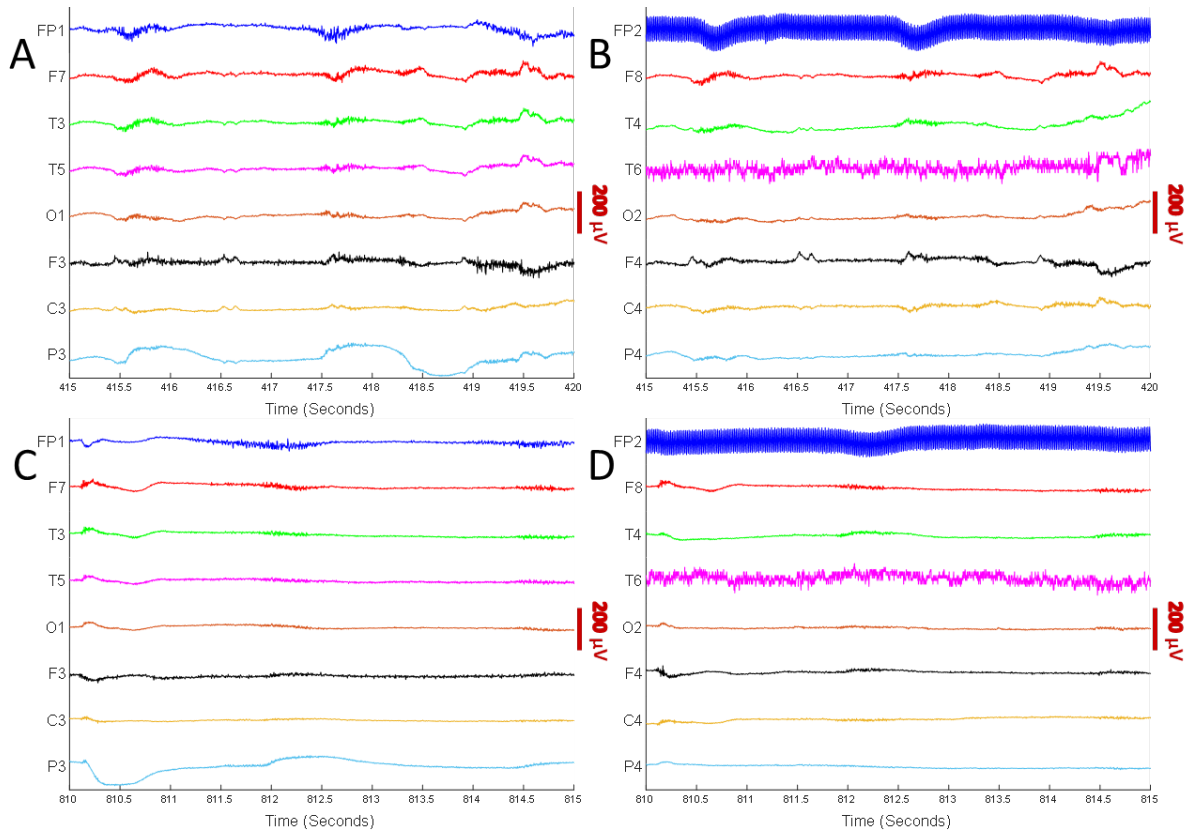 A
FP1
F7
T3
T5
O1
F3
C3
P3
415 415.5 416 416.5 417 417.5 418 418.5 419 419.5 420
Time (Seconds)
200 µV
B
FP2
F8
T4
T6
O2
F4
C4
P4
415 415.5 416 416.5 417 417.5 418 418.5 419 419.5 420
Time (Seconds)
200 µV
C
FP1
F7
T3
T5
O1
F3
C3
P3
810 810.5 811 811.5 812 812.5 813 813.5 814 814.5 815
Time (Seconds)
200 µV
D
FP2
F8
T4
T6
O2
F4
C4
P4
810 810.5 811 811.5 812 812.5 813 813.5 814 814.5 815
Time (Seconds)
200 µV